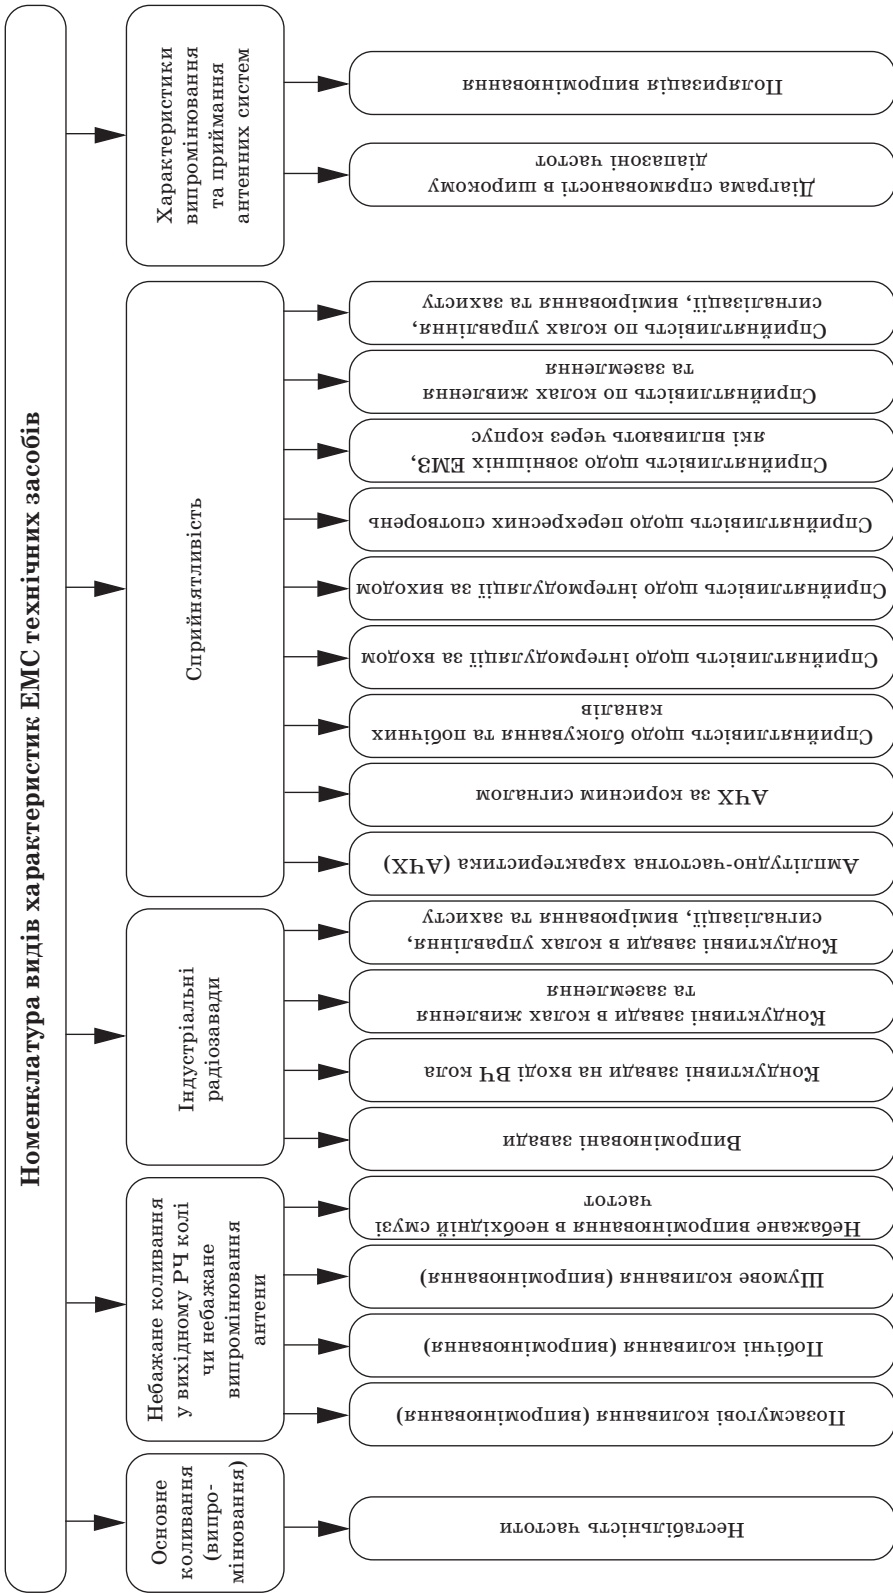 Номенклатура видів характеристик ЕМС технічних засобів
Основне
коливання
(випро-
мінювання)
Нестабільність частоти
Небажане коливання
у вихідному РЧ колі
чи небажане
випромінювання
антени
Позасмугові коливання (випромінювання)
Побічні коливання (випромінювання)
Шумове коливання (випромінювання)
Небажане випромінювання в необхідній смузі
частот
Індустріальні
радіозавади
Випромінювані завади
Кондуктивні завади на вході ВЧ кола
Кондуктивні завади в колах живлення
та заземлення
Кондуктивні завади в колах управління,
сигналізації, вимірювання та захисту
Сприйнятливість
Амплітудно-частотна характеристика (АЧХ)
АЧХ за корисним сигналом
Сприйнятливість щодо блокування та побічних
каналів
Сприйнятливість щодо інтермодуляції за входом
Сприйнятливість щодо інтермодуляції за виходом
Сприйнятливість щодо перехресних спотворень
Сприйнятливість щодо зовнішніх ЕМЗ,
які впливають через корпус
Сприйнятливість по колах живлення
та заземлення
Сприйнятливість по колах управління,
сигналізації, вимірювання та захисту
Характеристики
випромінювання
та приймання
антенних систем
Діаграма спрямованості в широкому
діапазоні частот
Поляризація випромінювання